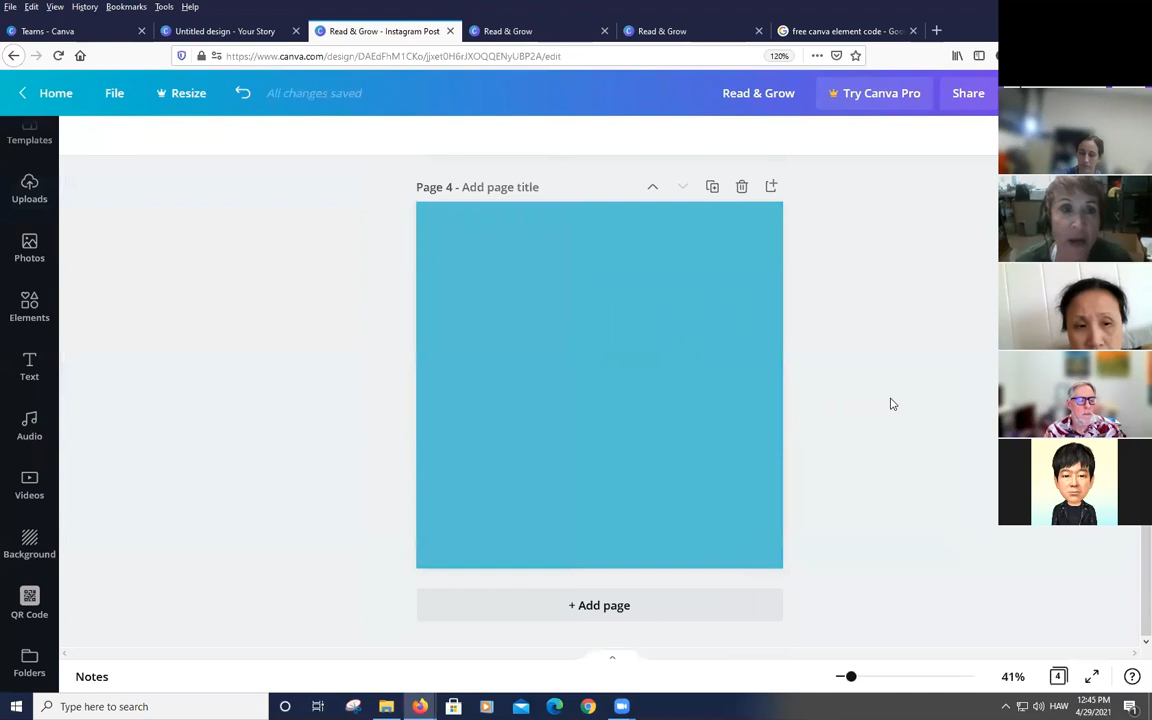 File Edit View History Bookmarks Tools Help
Teams - Canva
Untitled design - Your Story
Read & Grow - Instagram Post
Read & Grow
Read & Grow
free canva element code - Goo
https://www.canva.com/design/DAEdFhM1CKo/jjxet0H6rJXOQQENyU8P2A/edit
120%
Home
File
Resize
All changes saved
Read & Grow
Try Canva Pro
Share
Templates
Uploads
Photos
Elements
Text
Audio
Videos
Background
QR Code
Folders
Page 4 - Add page title
+ Add page
Notes
41%
4
Type here to search
HAW
12:45 PM
4/29/2021
1